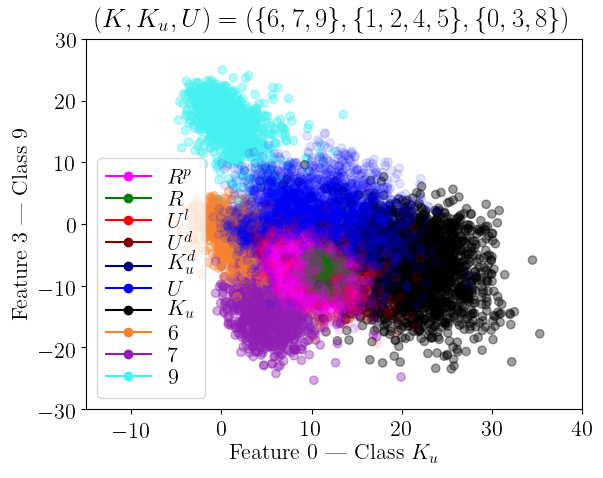 (K, K_u, U) = ({6, 7, 9}, {1, 2, 4, 5}, {0, 3, 8})
30
20
10
0
−10
−20
−30
Feature 3 — Class 9
R^p
R
U^l
U^d
K_u^d
U
K_u
6
7
9
−10
0
10
20
30
40
Feature 0 — Class K_u